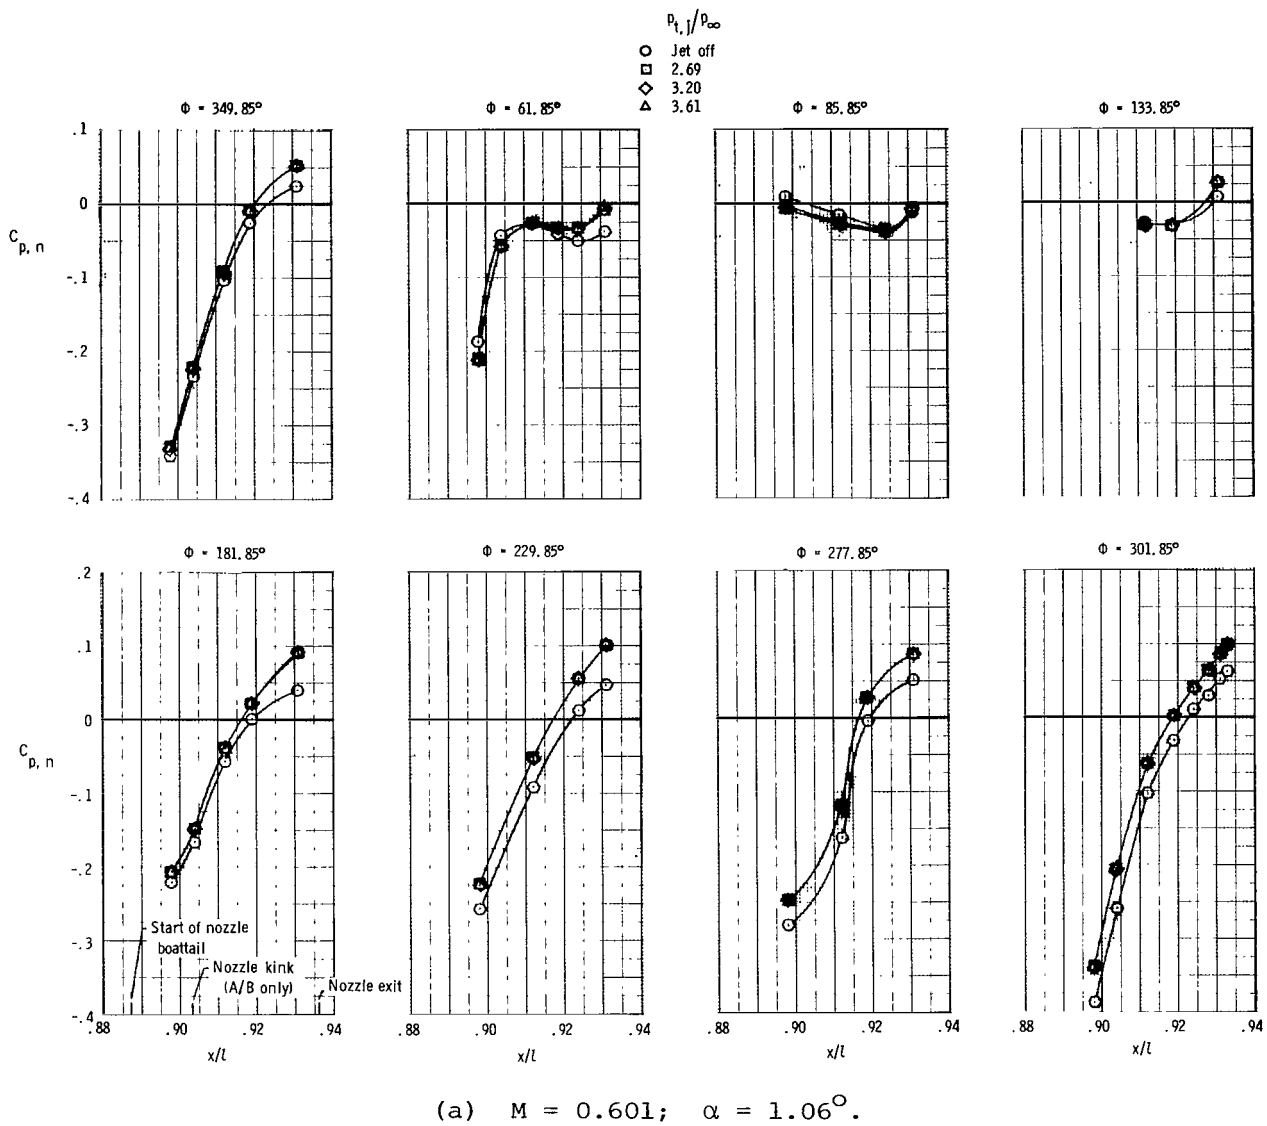 p_t,j/p_∞
Jet off
2.69
3.20
3.61
Φ = 349.85°
Φ = 61.85°
Φ = 85.85°
Φ = 133.85°
.1
0
C_p,n
-.1
-.2
-.3
-.4
Φ = 181.85°
Φ = 229.85°
Φ = 277.85°
Φ = 301.85°
.2
.1
0
C_p,n
-.1
-.2
-.3
-.4
Start of nozzle
boattail
Nozzle kink
(A/B only)
Nozzle exit
.88 .90 .92 .94
.88 .90 .92 .94
.88 .90 .92 .94
.88 .90 .92 .94
x/l
x/l
x/l
x/l
(a) M = 0.601; α = 1.06°.